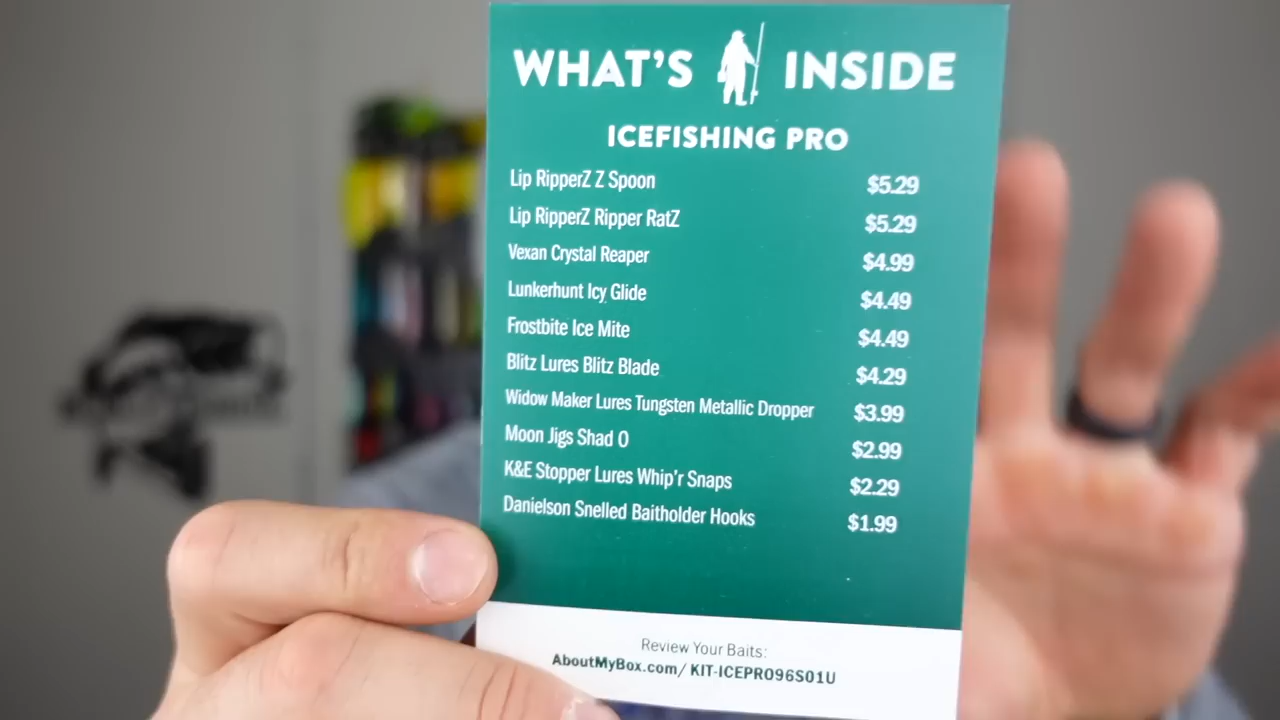 WHAT'S INSIDE
ICEFISHING PRO
Lip RipperZ Z Spoon $5.29
Lip RipperZ Ripper RatZ $5.29
Vexan Crystal Reaper $4.99
Lunkerhunt Icy Glide $4.49
Frostbite Ice Mite $4.49
Blitz Lures Blitz Blade $4.29
Widow Maker Lures Tungsten Metallic Dropper $3.99
Moon Jigs Shad O $2.99
K&E Stopper Lures Whip'r Snaps $2.29
Danielson Snelled Baitholder Hooks $1.99
Review Your Baits:
AboutMyBox.com/ KIT-ICEPRO96S01U